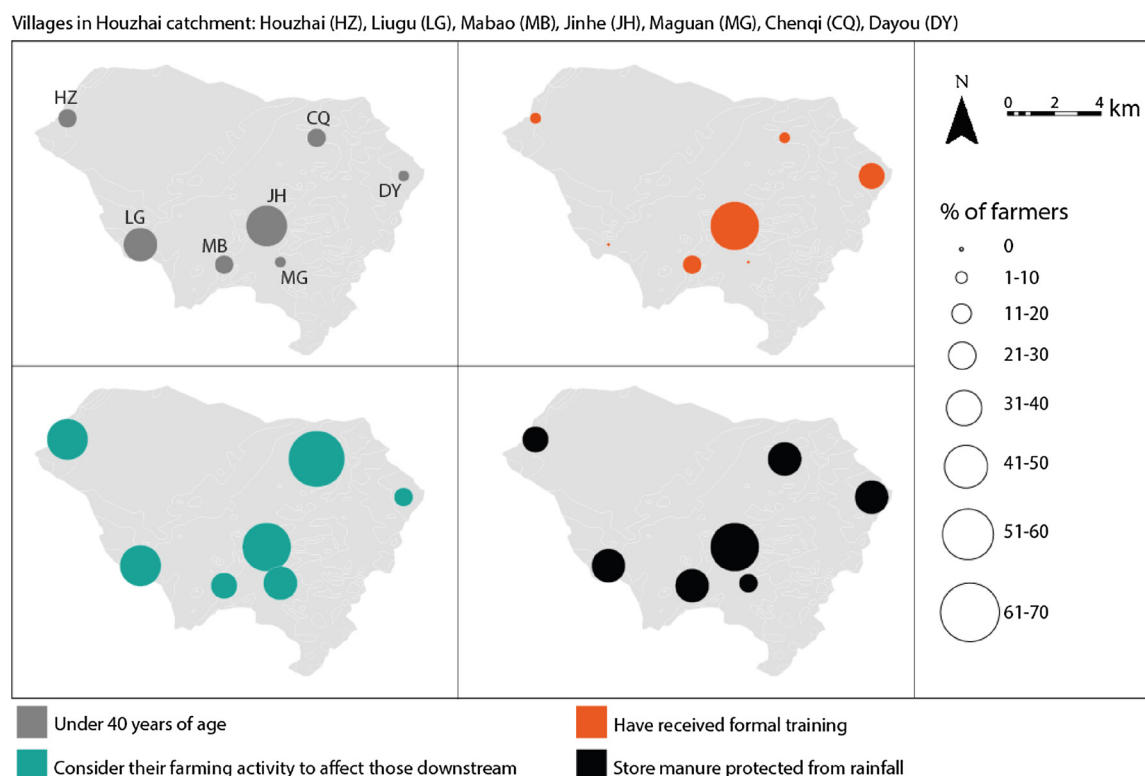 Villages in Houzhai catchment: Houzhai (HZ), Liugu (LG), Mabao (MB), Jinhe (JH), Maguan (MG), Chenqi (CQ), Dayou (DY)
HZ
CQ
DY
JH
LG
MB
MG
N
0 2 4 km
% of farmers
0
1-10
11-20
21-30
31-40
41-50
51-60
61-70
Under 40 years of age
Have received formal training
Consider their farming activity to affect those downstream
Store manure protected from rainfall